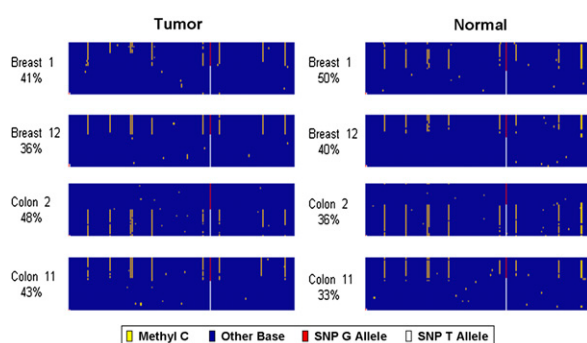 Tumor
Normal
Breast 1
41%
Breast 1
50%
Breast 12
36%
Breast 12
40%
Colon 2
48%
Colon 2
36%
Colon 11
43%
Colon 11
33%
Methyl C
Other Base
SNP G Allele
SNP T Allele